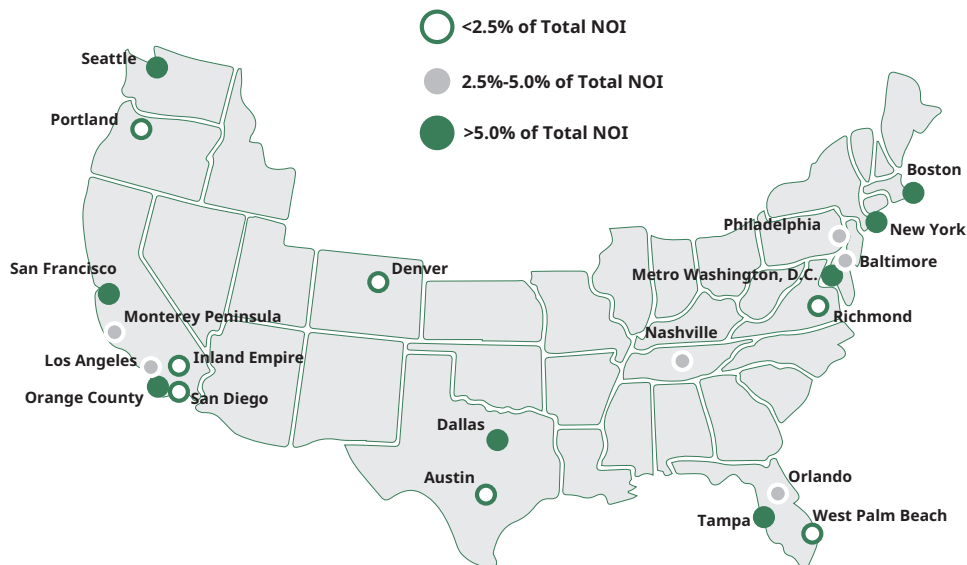 <2.5% of Total NOI
2.5%-5.0% of Total NOI
>5.0% of Total NOI
Seattle
Portland
Boston
Philadelphia
New York
San Francisco
Denver
Metro Washington, D.C.
Baltimore
Monterey Peninsula
Richmond
Nashville
Los Angeles
Inland Empire
Orange County
San Diego
Dallas
Austin
Orlando
Tampa
West Palm Beach